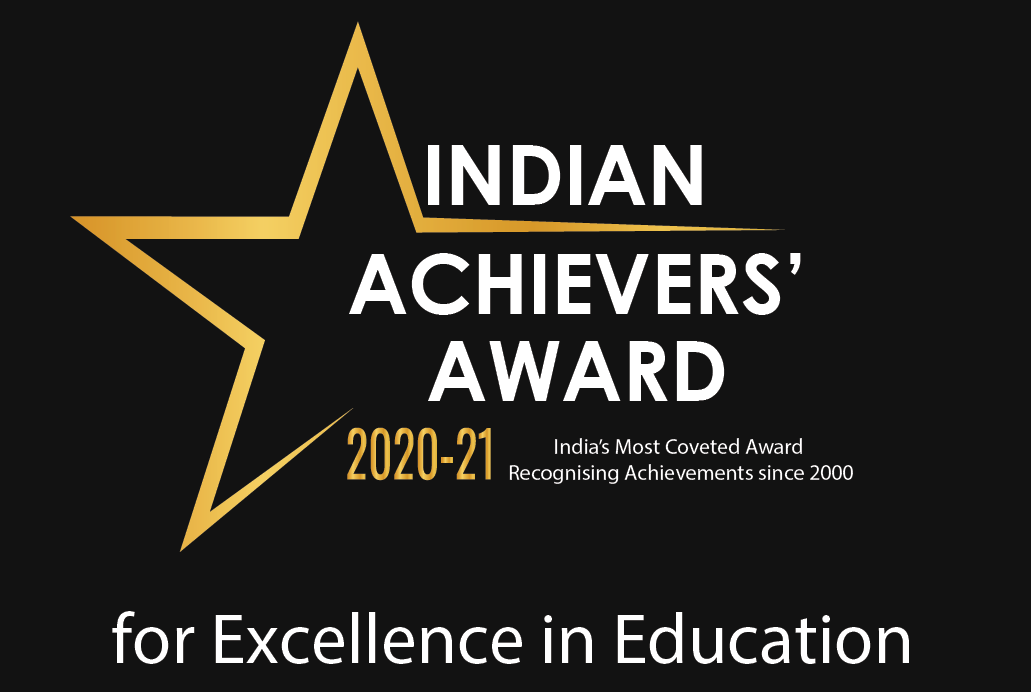 INDIAN
ACHIEVERS’
AWARD
2020-21
India’s Most Coveted Award
Recognising Achievements since 2000
for Excellence in Education